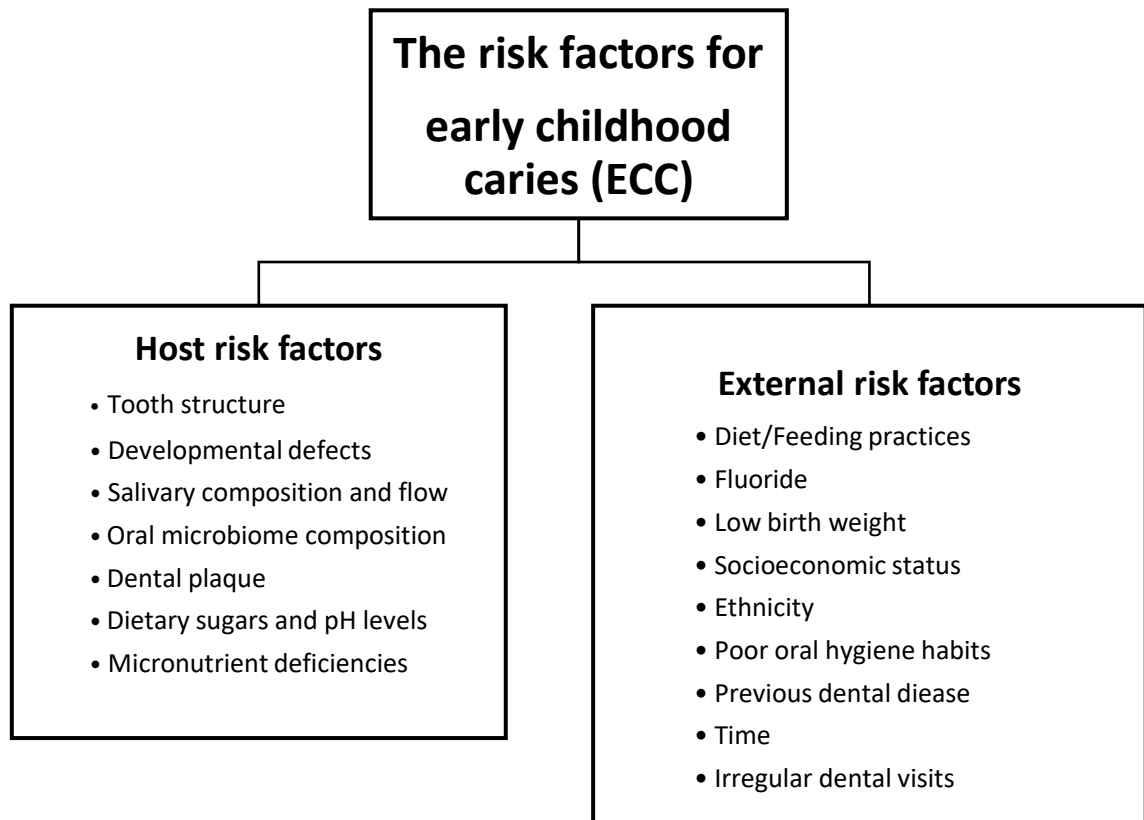 The risk factors for
early childhood
caries (ECC)
Host risk factors
• Tooth structure
• Developmental defects
• Salivary composition and flow
• Oral microbiome composition
• Dental plaque
• Dietary sugars and pH levels
• Micronutrient deficiencies
External risk factors
• Diet/Feeding practices
• Fluoride
• Low birth weight
• Socioeconomic status
• Ethnicity
• Poor oral hygiene habits
• Previous dental diease
• Time
• Irregular dental visits